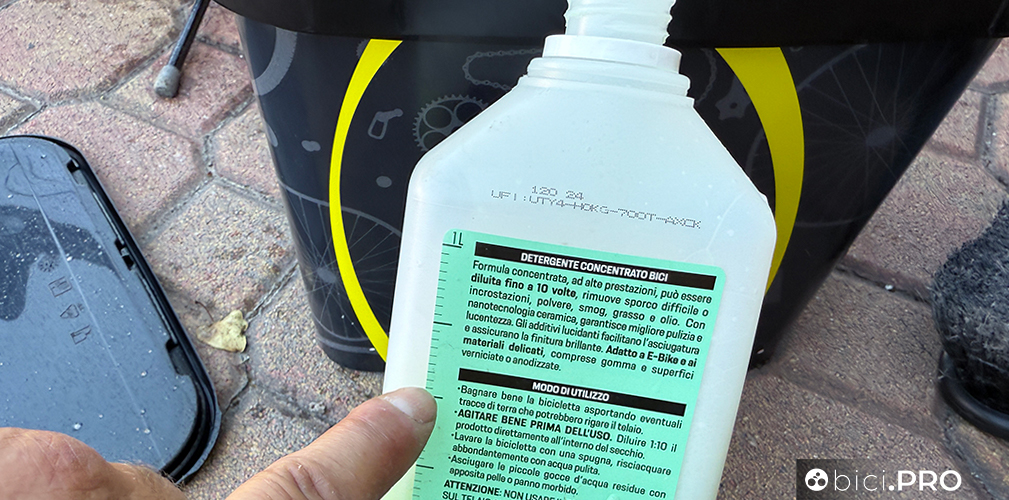 120 24
UFI:UTY4-H0KG-700T-AXCK
1L
DETERGENTE CONCENTRATO BICI
Formula concentrata, ad alte prestazioni, può essere
diluita fino a 10 volte, rimuove sporco difficile o
incrostazioni, polvere, smog, grasso e olio. Con
nanotecnologia ceramica, garantisce migliore pulizia e
lucentezza. Gli additivi lucidanti facilitano l'asciugatura
e assicurano la finitura brillante. Adatto a E-Bike e ai
materiali delicati, comprese gomma e superfici
verniciate o anodizzate.
MODO DI UTILIZZO
•Bagnare bene la bicicletta asportando eventuali
tracce di terra che potrebbero rigare il telaio.
•AGITARE BENE PRIMA DELL'USO. Diluire 1:10 il
prodotto direttamente all'interno del secchio.
•Lavare la bicicletta con una spugna, risciacquare
abbondantemente con acqua pulita.
•Asciugare le piccole gocce d'acqua residue con
apposita pelle o panno morbido.
ATTENZIONE: NON USARE
SUL TELAI
bici.PRO